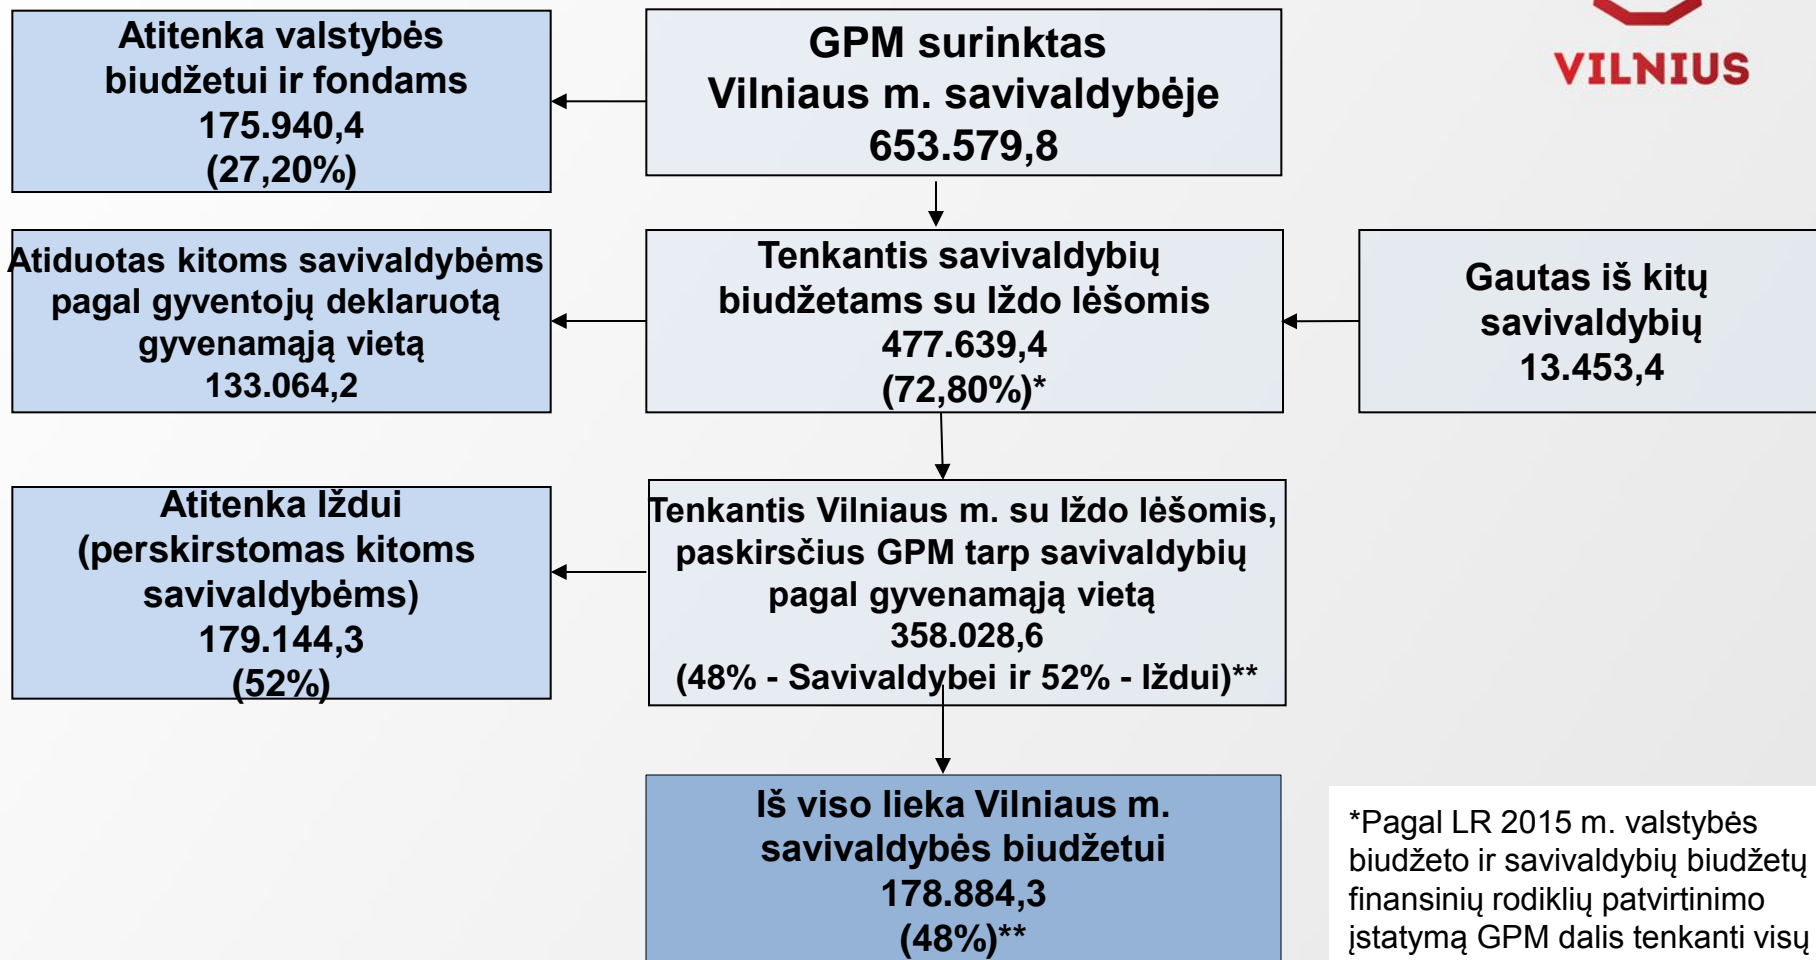 VILNIUS
Atitenka valstybės
biudžetui ir fondams
175.940,4
(27,20%)
GPM surinktas
Vilniaus m. savivaldybėje
653.579,8
Atiduotas kitoms savivaldybėms
pagal gyventojų deklaruotą
gyvenamąją vietą
133.064,2
Tenkantis savivaldybių
biudžetams su Iždo lėšomis
477.639,4
(72,80%)*
Gautas iš kitų
savivaldybių
13.453,4
Atitenka Iždui
(perskirstomas kitoms
savivaldybėms)
179.144,3
(52%)
Tenkantis Vilniaus m. su Iždo lėšomis,
paskirsčius GPM tarp savivaldybių
pagal gyvenamąją vietą
358.028,6
(48% - Savivaldybei ir 52% - Iždui)**
Iš viso lieka Vilniaus m.
savivaldybės biudžetui
178.884,3
(48%)**
*Pagal LR 2015 m. valstybės
biudžeto ir savivaldybių biudžetų
finansinių rodiklių patvirtinimo
įstatymą GPM dalis tenkanti visų